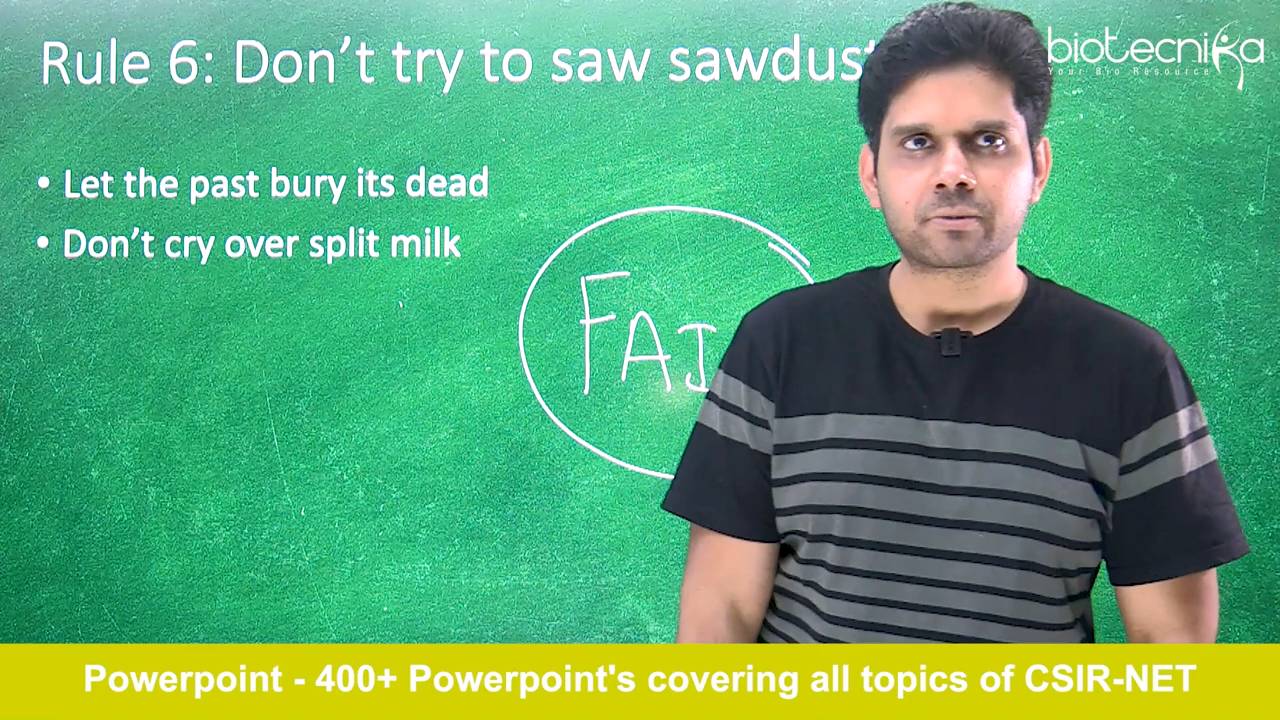 Rule 6: Don’t try to saw sawdust
biotecnika
Your Bio Resource
• Let the past bury its dead
• Don’t cry over split milk
FAI
Powerpoint - 400+ Powerpoint's covering all topics of CSIR-NET